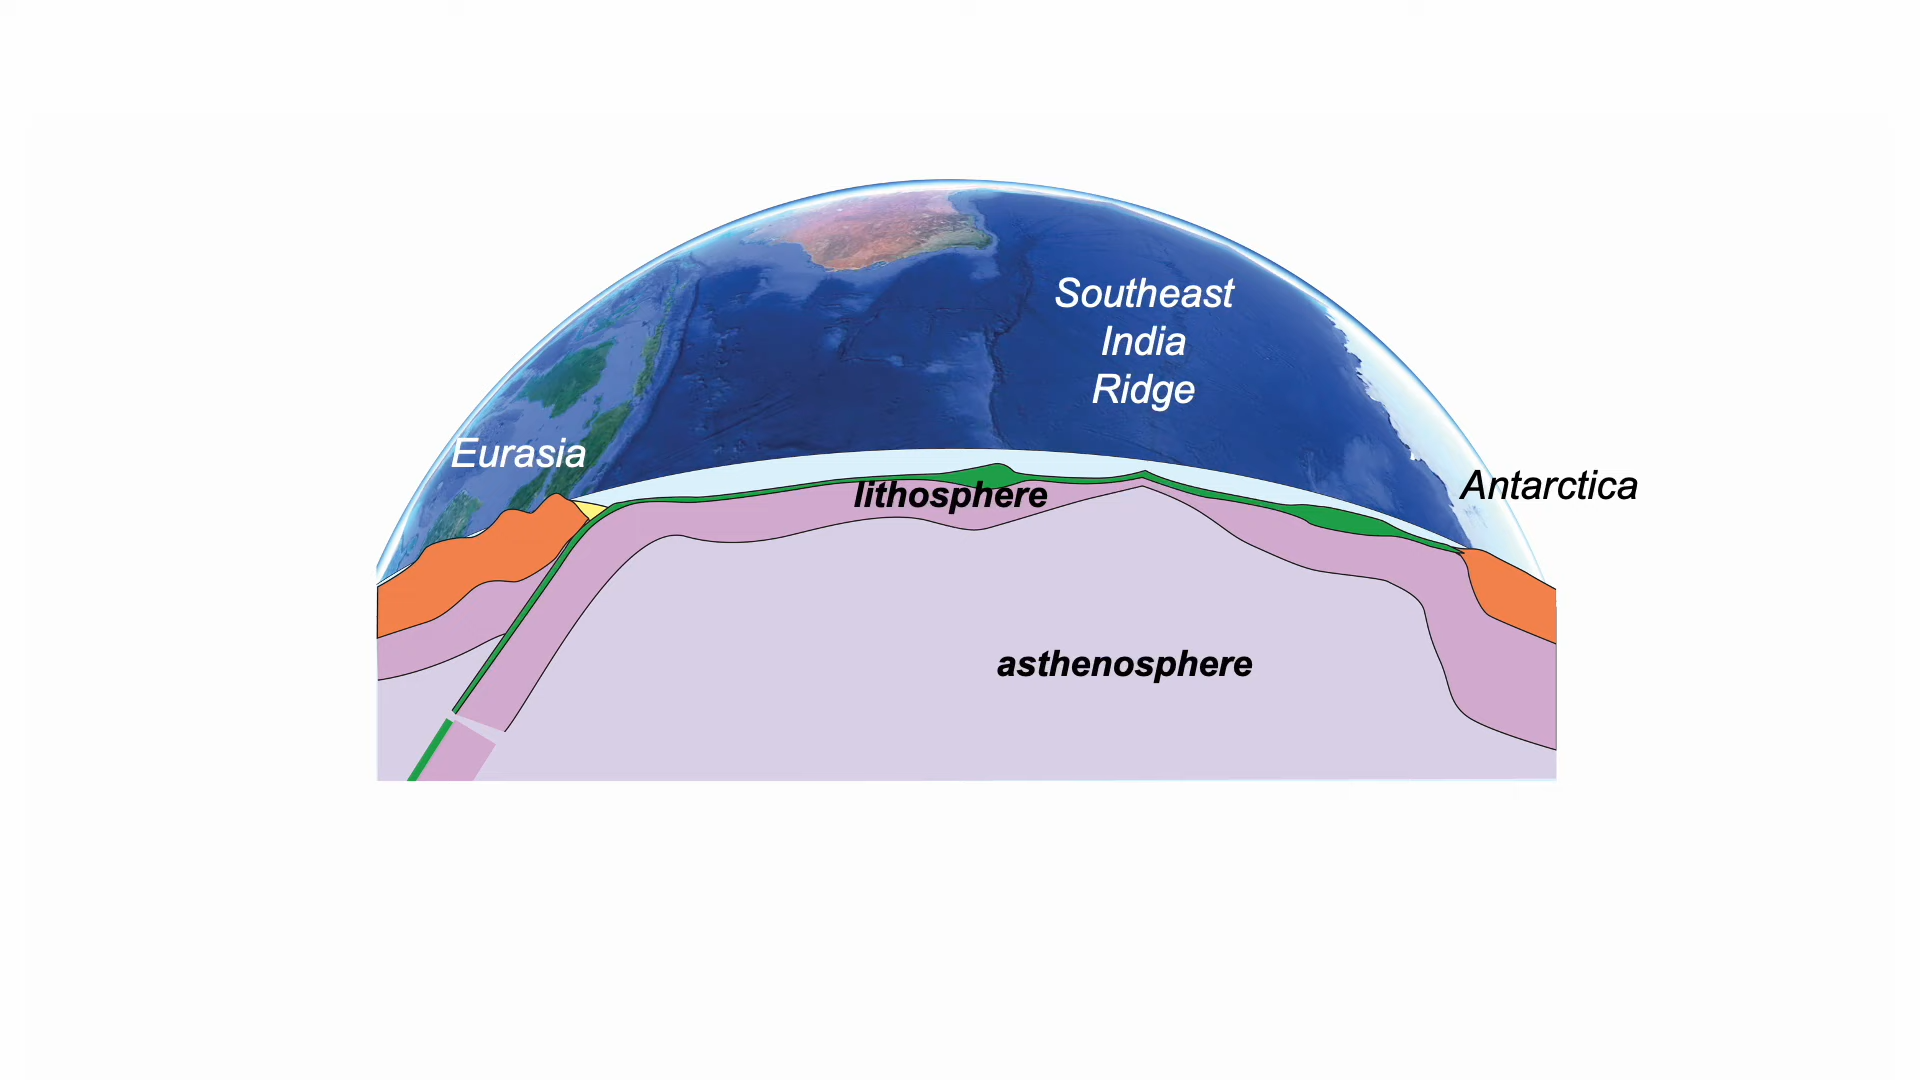 Southeast
India
Ridge
Eurasia
Antarctica
lithosphere
asthenosphere